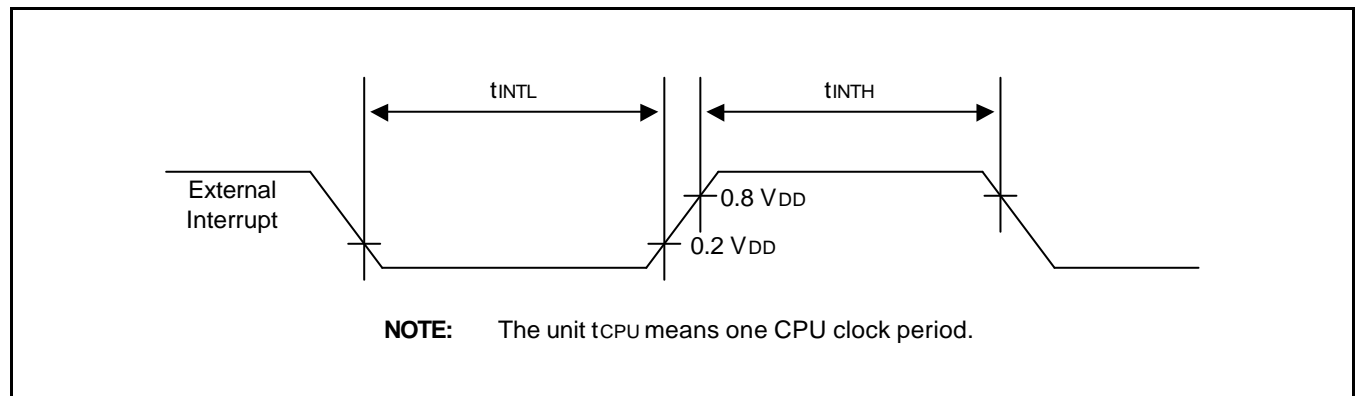 tINTL
tINTH
External
Interrupt
0.8 VDD
0.2 VDD
NOTE: The unit tCPU means one CPU clock period.